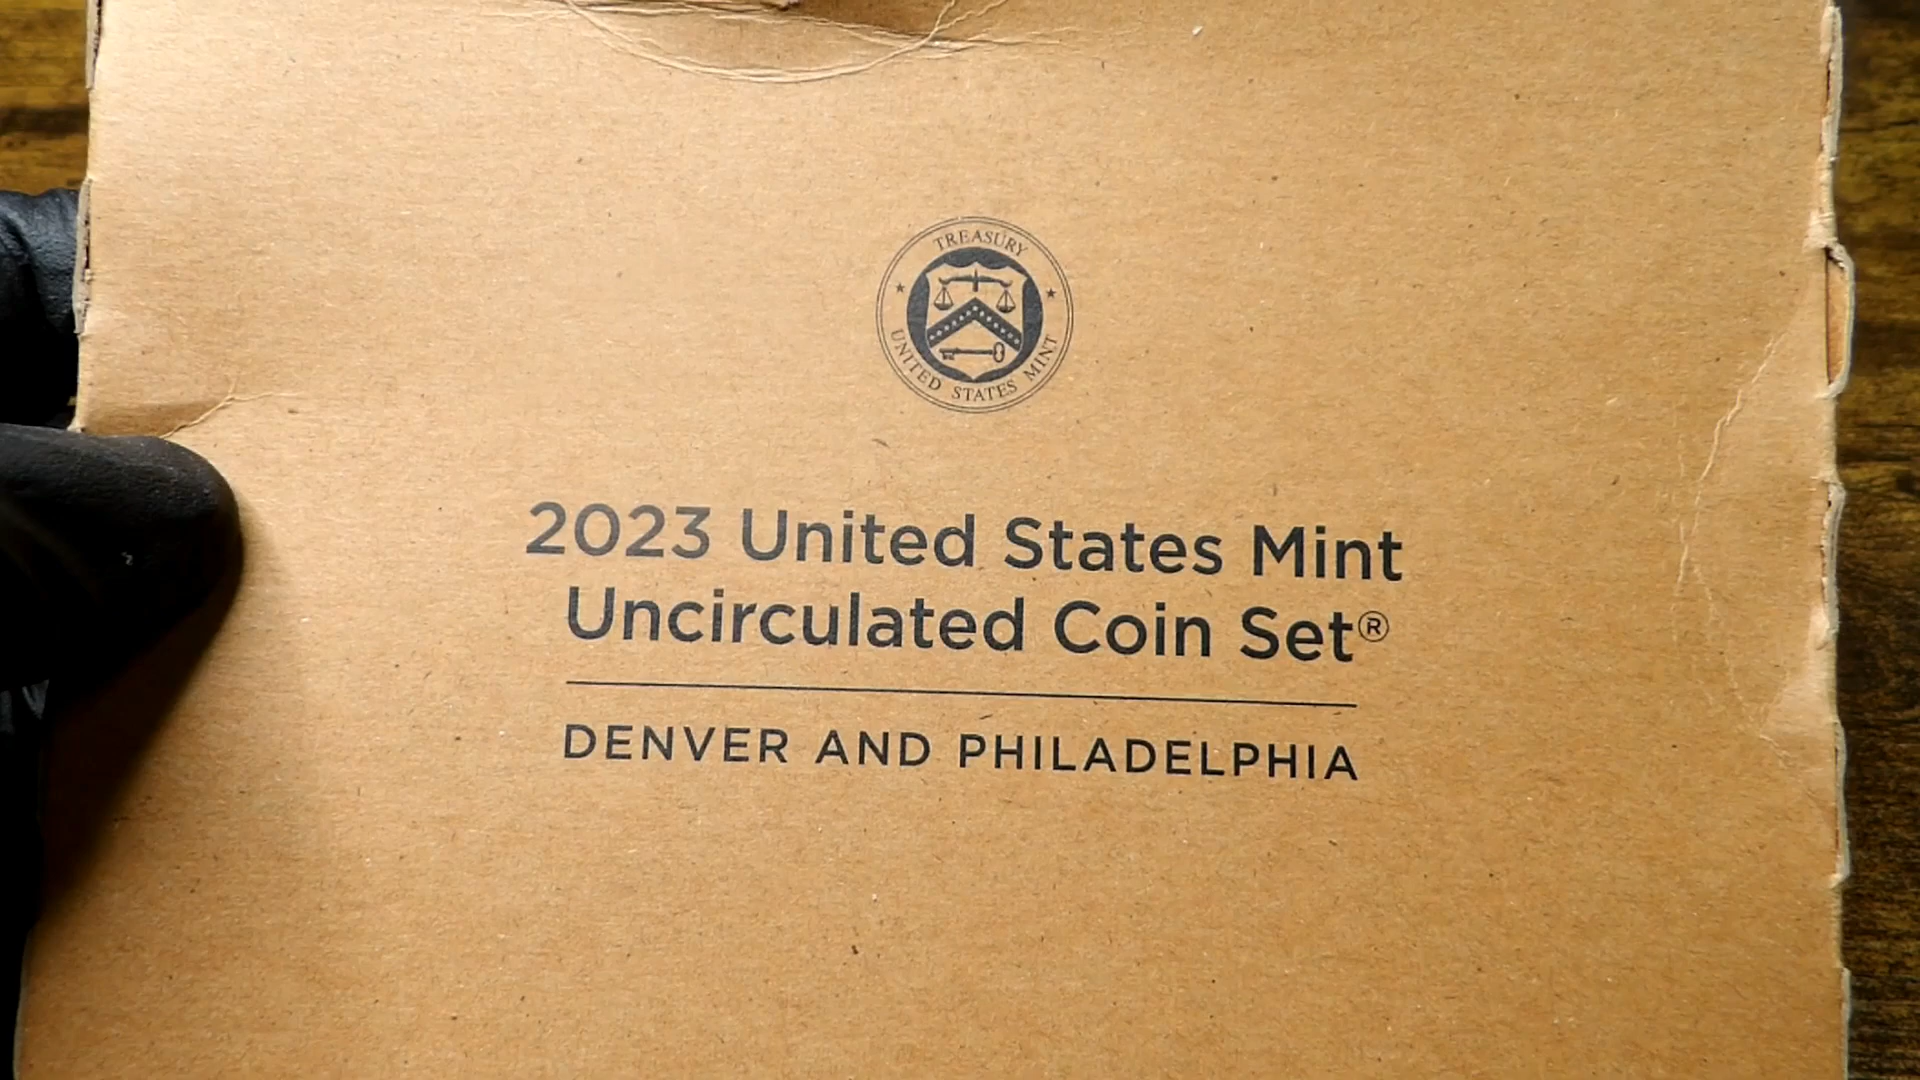 TREASURY
UNITED STATES MINT
2023 United States Mint
Uncirculated Coin Set®
DENVER AND PHILADELPHIA